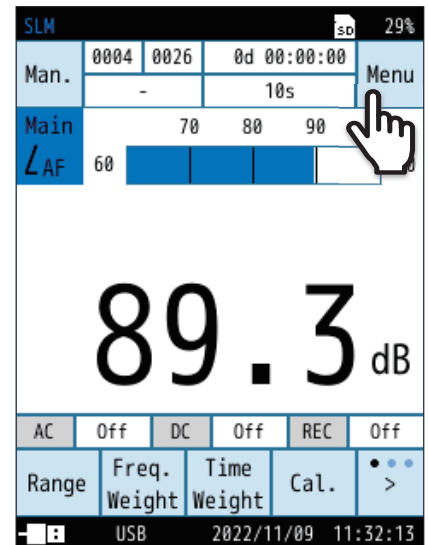 SLM SD 29%
Man. 0004 0026 0d 00:00:00 Menu
- 10s
Main 70 80 90
LAF 60
89.3 dB
AC Off DC Off REC Off
Range Freq. Weight Time Weight Cal. >
USB 2022/11/09 11:32:13